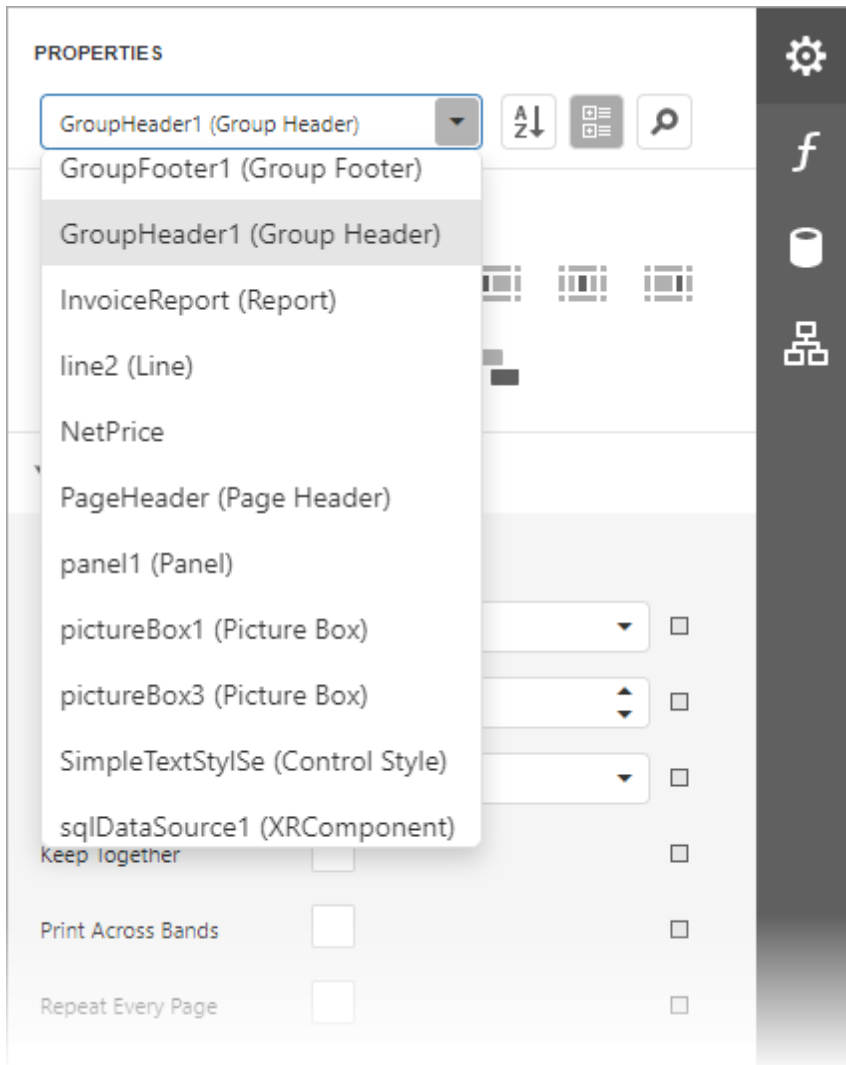 PROPERTIES
GroupHeader1 (Group Header)
GroupFooter1 (Group Footer)
GroupHeader1 (Group Header)
InvoiceReport (Report)
line2 (Line)
NetPrice
PageHeader (Page Header)
panel1 (Panel)
pictureBox1 (Picture Box)
pictureBox3 (Picture Box)
SimpleTextStylSe (Control Style)
sqlDataSource1 (XRComponent)
Keep Together
Print Across Bands
Repeat Every Page